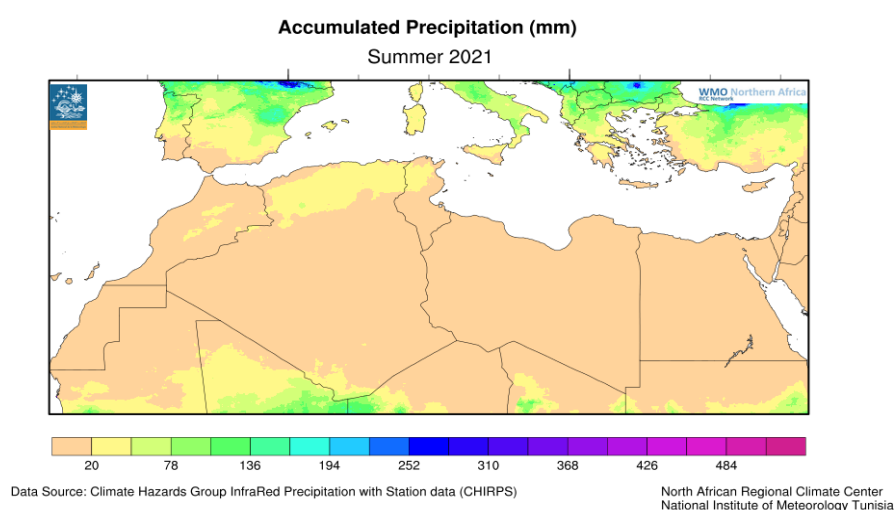 Accumulated Precipitation (mm)
Summer 2021
WMO Northern Africa
RCC Network
20 78 136 194 252 310 368 426 484
Data Source: Climate Hazards Group InfraRed Precipitation with Station data (CHIRPS)
North African Regional Climate Center
National Institute of Meteorology Tunisia